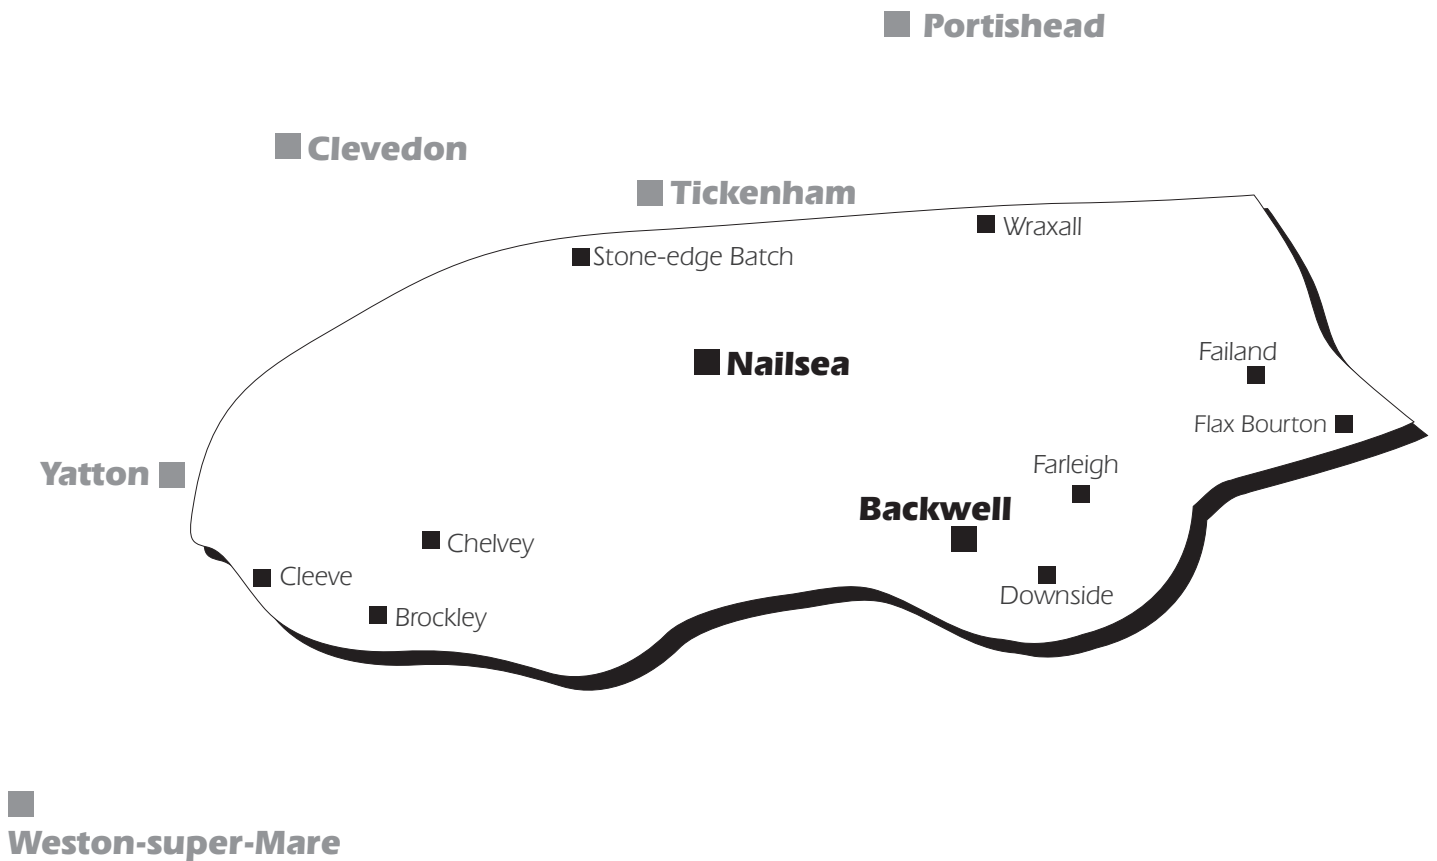 Portishead
Clevedon
Tickenham
Wraxall
Stone-edge Batch
Nailsea
Failand
Flax Bourton
Farleigh
Yatton
Backwell
Chelvey
Cleeve
Downside
Brockley
Weston-super-Mare